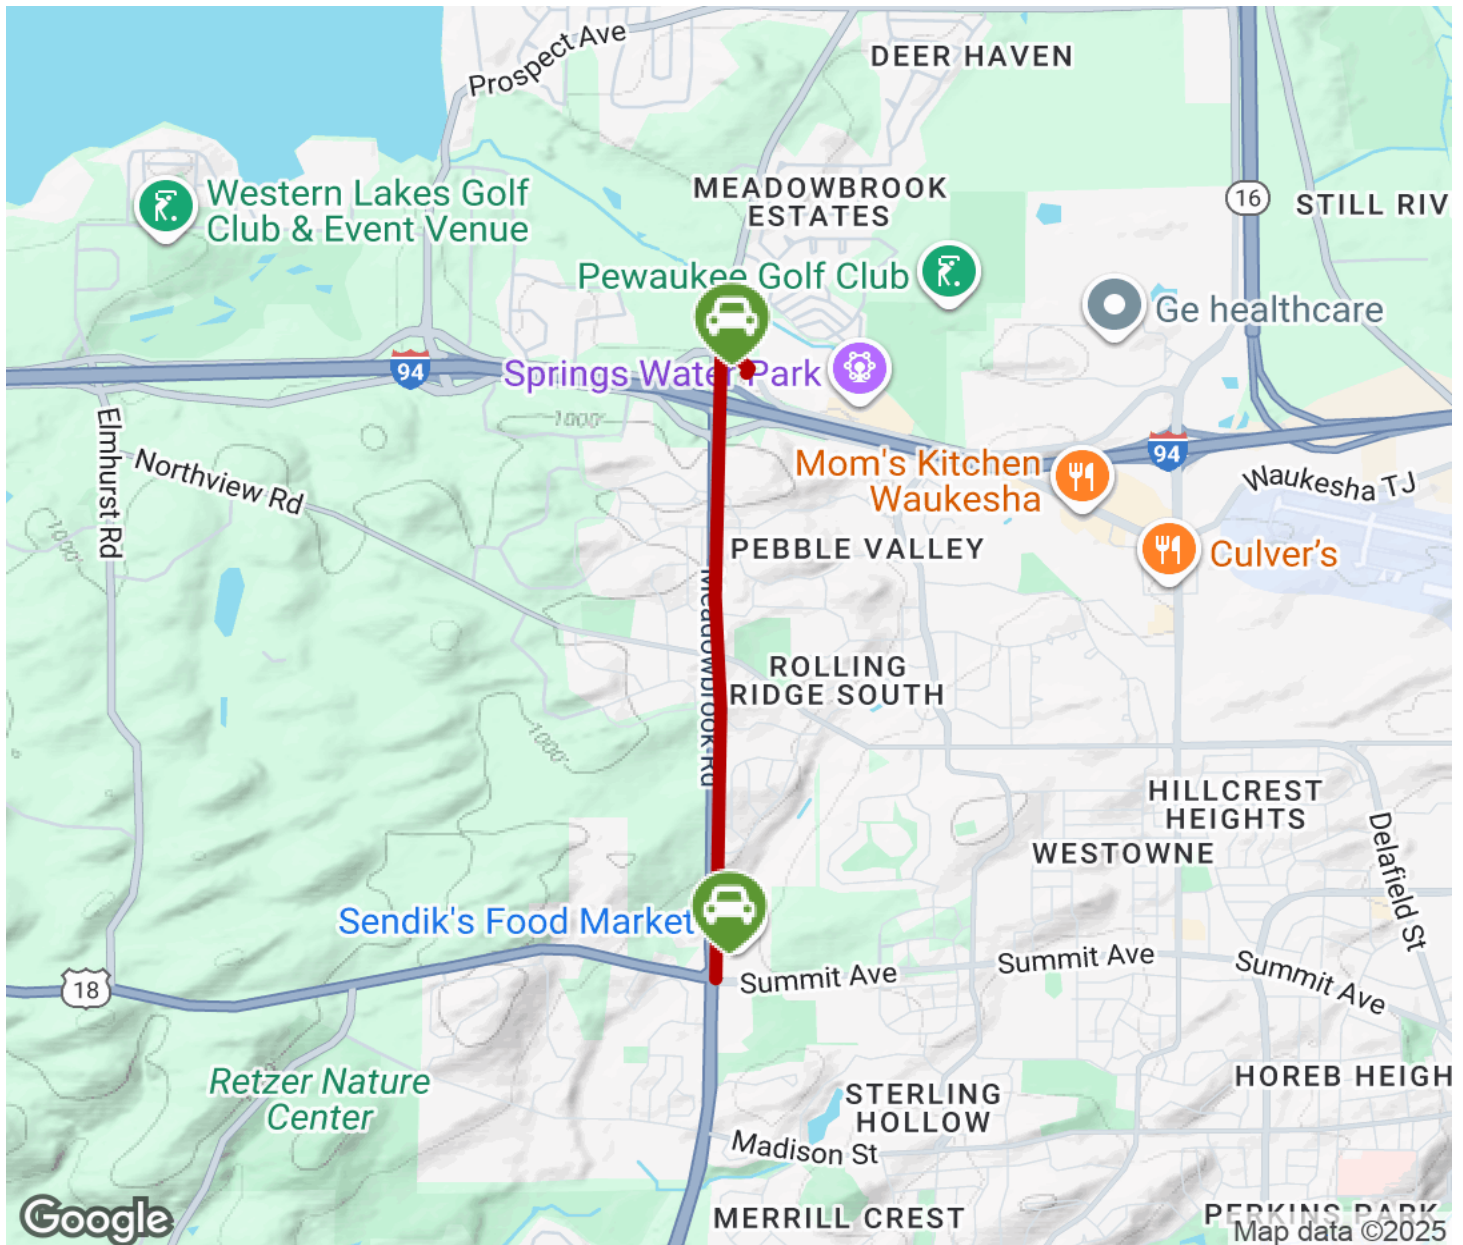 Prospect Ave
DEER HAVEN
Western Lakes Golf
Club & Event Venue
MEADOWBROOK
ESTATES
16
STILL RIV
Pewaukee Golf Club
Ge healthcare
94
Springs Water Park
1000'
Elmhurst Rd
Northview Rd
Mom's Kitchen
Waukesha
94
Waukesha TJ
1000'
PEBBLE VALLEY
Culver's
Meadowbrook Rd
ROLLING
RIDGE SOUTH
1000'
HILLCREST
HEIGHTS
WESTOWNE
Delafield St
Sendik's Food Market
18
Summit Ave
Summit Ave
Summit Ave
Retzer Nature
Center
HOREB HEIGH
STERLING
HOLLOW
Madison St
MERRILL CREST
PERKINS PARK
Google
Map data ©2025